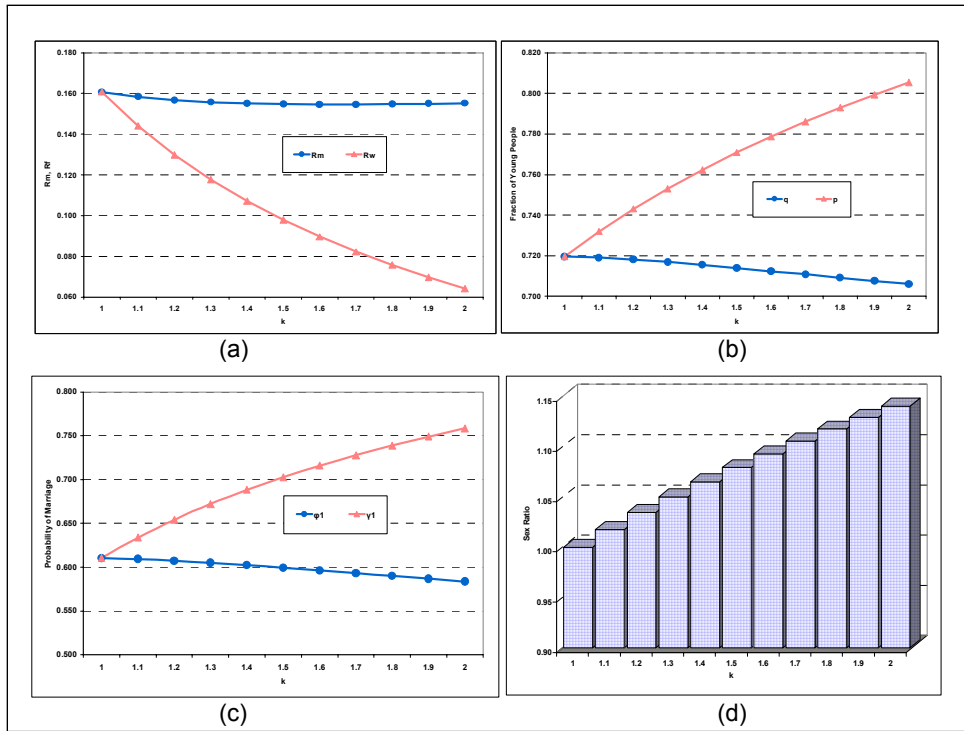 0.180
0.160
0.140
0.120
0.100
0.080
0.060
Rm, Rf
Rm Rw
1 1.1 1.2 1.3 1.4 1.5 1.6 1.7 1.8 1.9 2
k
(a)
0.820
0.800
0.780
0.760
0.740
0.720
0.700
Fraction of Young People
q p
1 1.1 1.2 1.3 1.4 1.5 1.6 1.7 1.8 1.9 2
k
(b)
0.800
0.750
0.700
0.650
0.600
0.550
0.500
Probability of Marriage
φ1 γ1
1 1.1 1.2 1.3 1.4 1.5 1.6 1.7 1.8 1.9 2
k
(c)
1.15
1.10
1.05
1.00
0.95
0.90
Sex Ratio
1 1.1 1.2 1.3 1.4 1.5 1.6 1.7 1.8 1.9 2
k
(d)